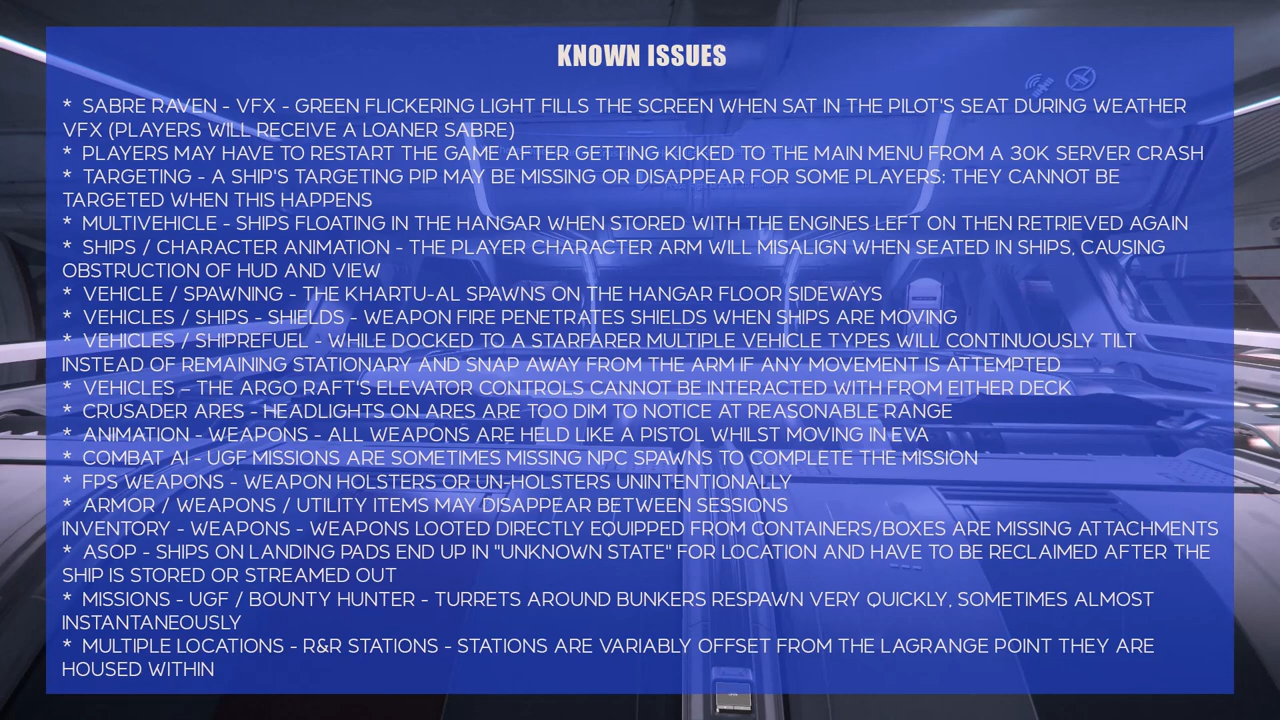 KNOWN ISSUES
* SABRE RAVEN - VFX - GREEN FLICKERING LIGHT FILLS THE SCREEN WHEN SAT IN THE PILOT'S SEAT DURING WEATHER
VFX (PLAYERS WILL RECEIVE A LOANER SABRE)
* PLAYERS MAY HAVE TO RESTART THE GAME AFTER GETTING KICKED TO THE MAIN MENU FROM A 30K SERVER CRASH
* TARGETING - A SHIP'S TARGETING PIP MAY BE MISSING OR DISAPPEAR FOR SOME PLAYERS: THEY CANNOT BE
TARGETED WHEN THIS HAPPENS
* MULTIVEHICLE - SHIPS FLOATING IN THE HANGAR WHEN STORED WITH THE ENGINES LEFT ON THEN RETRIEVED AGAIN
* SHIPS / CHARACTER ANIMATION - THE PLAYER CHARACTER ARM WILL MISALIGN WHEN SEATED IN SHIPS, CAUSING
OBSTRUCTION OF HUD AND VIEW
* VEHICLE / SPAWNING - THE KHARTU-AL SPAWNS ON THE HANGAR FLOOR SIDEWAYS
* VEHICLES / SHIPS - SHIELDS - WEAPON FIRE PENETRATES SHIELDS WHEN SHIPS ARE MOVING
* VEHICLES / SHIPREFUEL - WHILE DOCKED TO A STARFARER MULTIPLE VEHICLE TYPES WILL CONTINUOUSLY TILT
INSTEAD OF REMAINING STATIONARY AND SNAP AWAY FROM THE ARM IF ANY MOVEMENT IS ATTEMPTED
* VEHICLES - THE ARGO RAFT'S ELEVATOR CONTROLS CANNOT BE INTERACTED WITH FROM EITHER DECK
* CRUSADER ARES - HEADLIGHTS ON ARES ARE TOO DIM TO NOTICE AT REASONABLE RANGE
* ANIMATION - WEAPONS - ALL WEAPONS ARE HELD LIKE A PISTOL WHILST MOVING IN EVA
* COMBAT AI - UGF MISSIONS ARE SOMETIMES MISSING NPC SPAWNS TO COMPLETE THE MISSION
* FPS WEAPONS - WEAPON HOLSTERS OR UN-HOLSTERS UNINTENTIONALLY
* ARMOR / WEAPONS / UTILITY ITEMS MAY DISAPPEAR BETWEEN SESSIONS
INVENTORY - WEAPONS - WEAPONS LOOTED DIRECTLY EQUIPPED FROM CONTAINERS/BOXES ARE MISSING ATTACHMENTS
* ASOP - SHIPS ON LANDING PADS END UP IN "UNKNOWN STATE" FOR LOCATION AND HAVE TO BE RECLAIMED AFTER THE
SHIP IS STORED OR STREAMED OUT
* MISSIONS - UGF / BOUNTY HUNTER - TURRETS AROUND BUNKERS RESPAWN VERY QUICKLY, SOMETIMES ALMOST
INSTANTANEOUSLY
* MULTIPLE LOCATIONS - R&R STATIONS - STATIONS ARE VARIABLY OFFSET FROM THE LAGRANGE POINT THEY ARE
HOUSED WITHIN